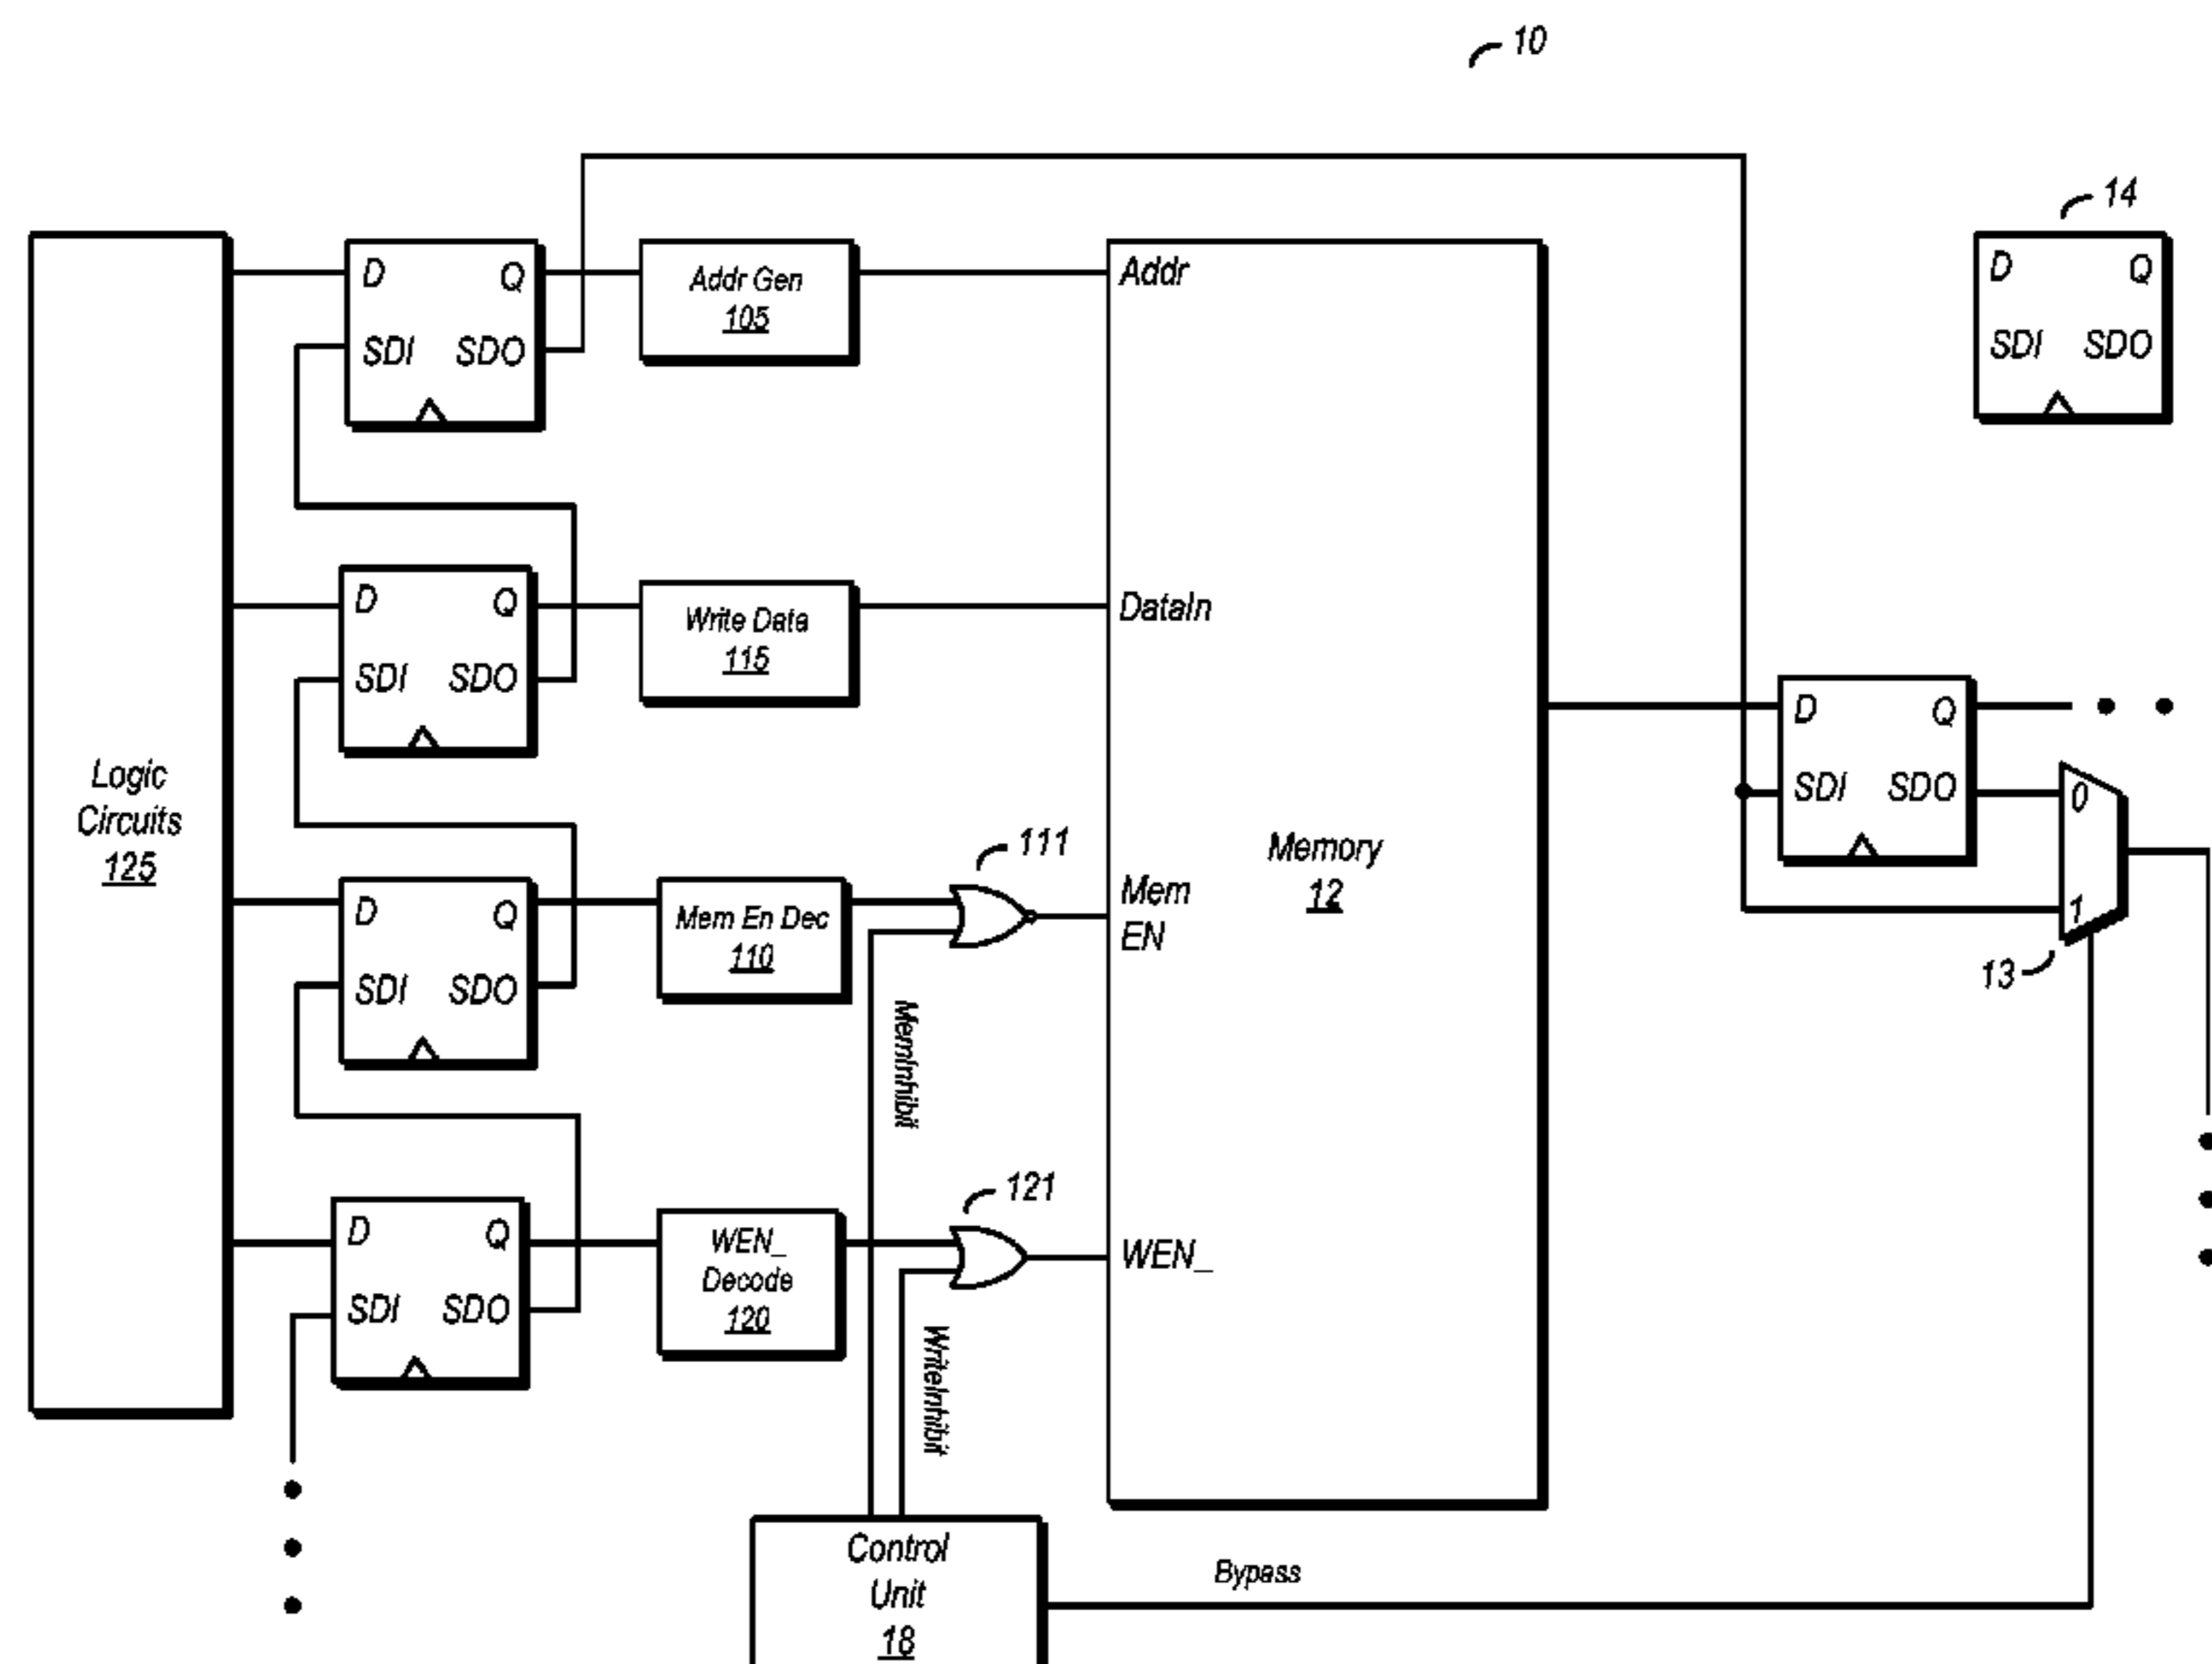 10
14
D Q
SDI SDO
D Q
SDI SDO
Addr Gen
105
Addr
D Q
SDI SDO
Write Data
115
DataIn
Logic
Circuits
125
D Q
SDI SDO
Mem En Dec
110
111
Mem
EN
Memory
12
D Q
SDI SDO
0
1
13
MemInhibit
D Q
SDI SDO
WEN_
Decode
120
121
WEN_
WriteInhibit
Control
Unit
18
Bypass